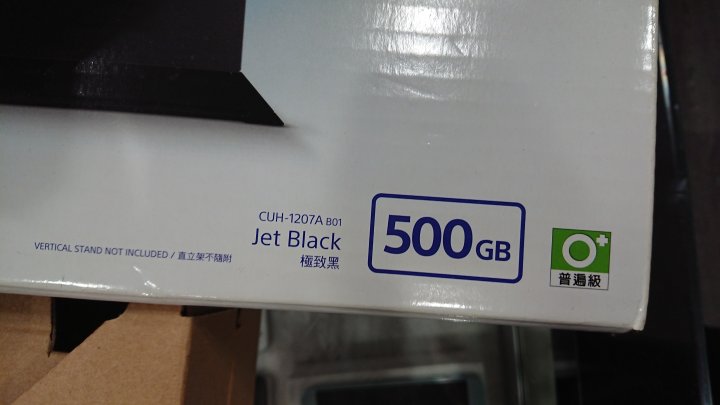 CUH-1207A B01
Jet Black
極致黑
500GB
VERTICAL STAND NOT INCLUDED / 直立架不隨附
0+
普遍級